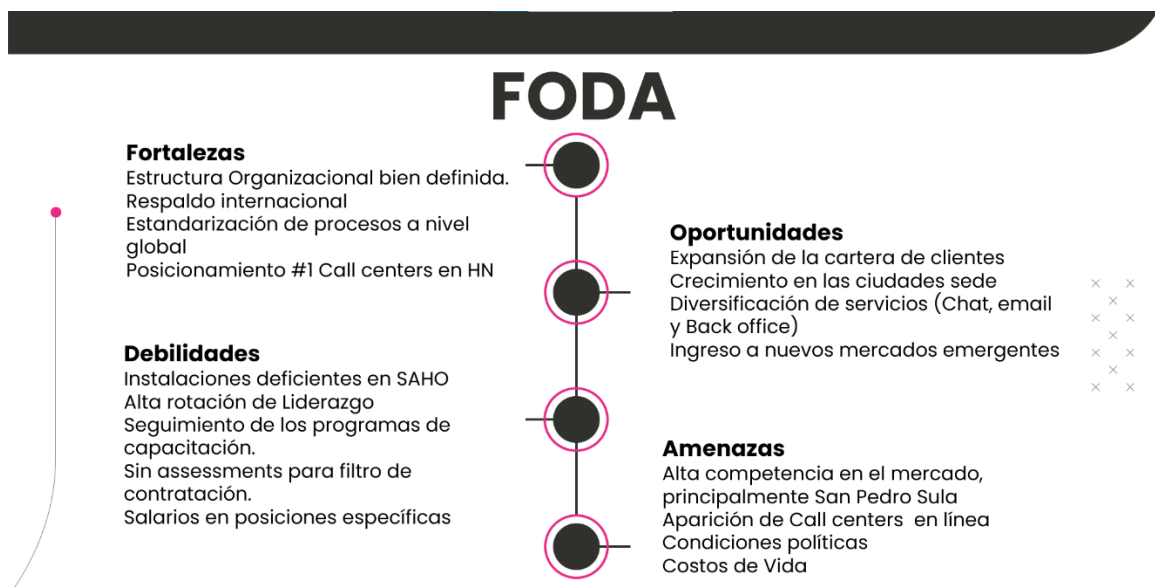 FODA
Fortalezas
Estructura Organizacional bien definida.
Respaldo internacional
Estandarización de procesos a nivel
global
Posicionamiento #1 Call centers en HN
Oportunidades
Expansión de la cartera de clientes
Crecimiento en las ciudades sede
Diversificación de servicios (Chat, email
y Back office)
Ingreso a nuevos mercados emergentes
Debilidades
Instalaciones deficientes en SAHO
Alta rotación de Liderazgo
Seguimiento de los programas de
capacitación.
Sin assessments para filtro de
contratación.
Salarios en posiciones específicas
Amenazas
Alta competencia en el mercado,
principalmente San Pedro Sula
Aparición de Call centers en línea
Condiciones políticas
Costos de Vida